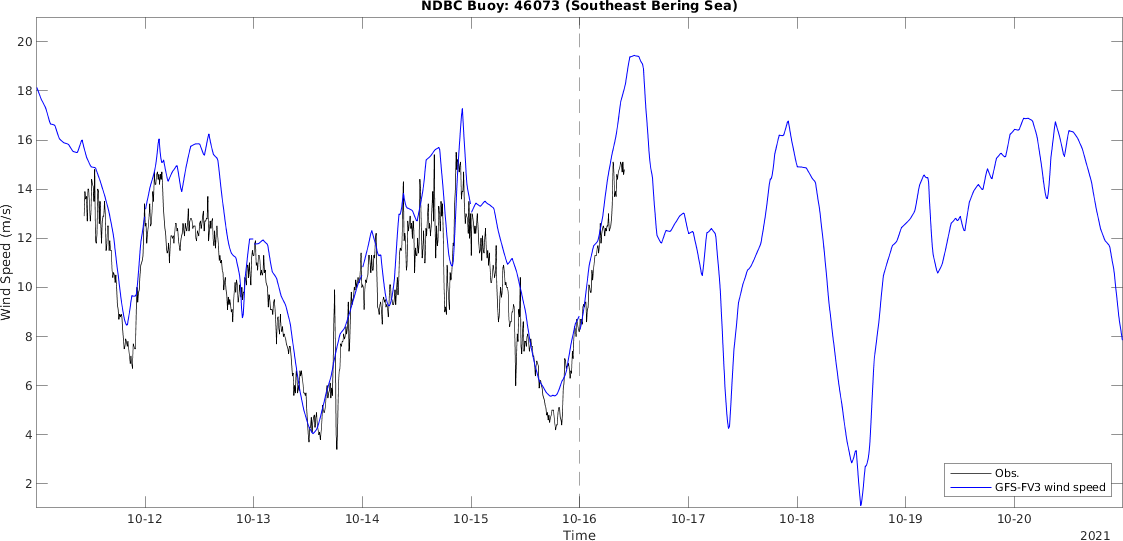 NDBC Buoy: 46073 (Southeast Bering Sea)
20
18
16
14
12
10
8
6
4
2
Wind Speed (m/s)
Obs.
GFS-FV3 wind speed
10-12 10-13 10-14 10-15 10-16 10-17 10-18 10-19 10-20
Time
2021